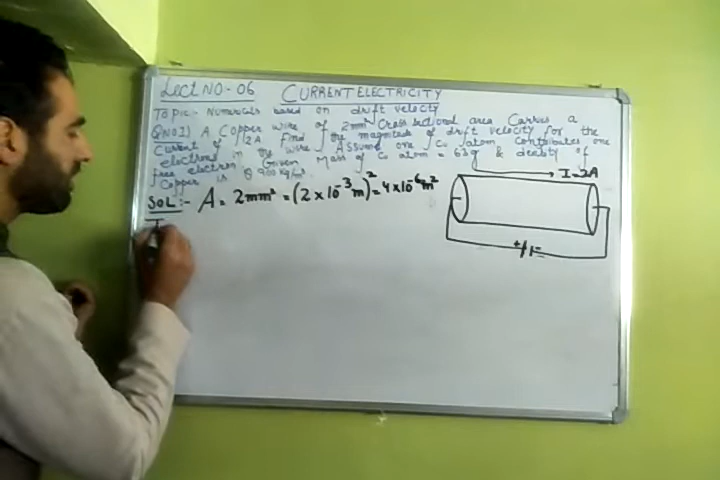 Lect NO-06 CURRENT ELECTRICITY
Topic:- Numericals based on drift velocity
Q NO 1) A Copper wire of 2mm² Cross sectional area Carries a
Current of 2A Find the magnitude of drift velocity for the
electrons in the wire. Assume one Cu atom Contributes one
free electron. Given Mass of Cu atom = 63g & density of
Copper is 8900kg/m³
I=2A
SOL:- A = 2mm² = (2 × 10⁻³m)² = 4×10⁻⁶m²
+ -
I